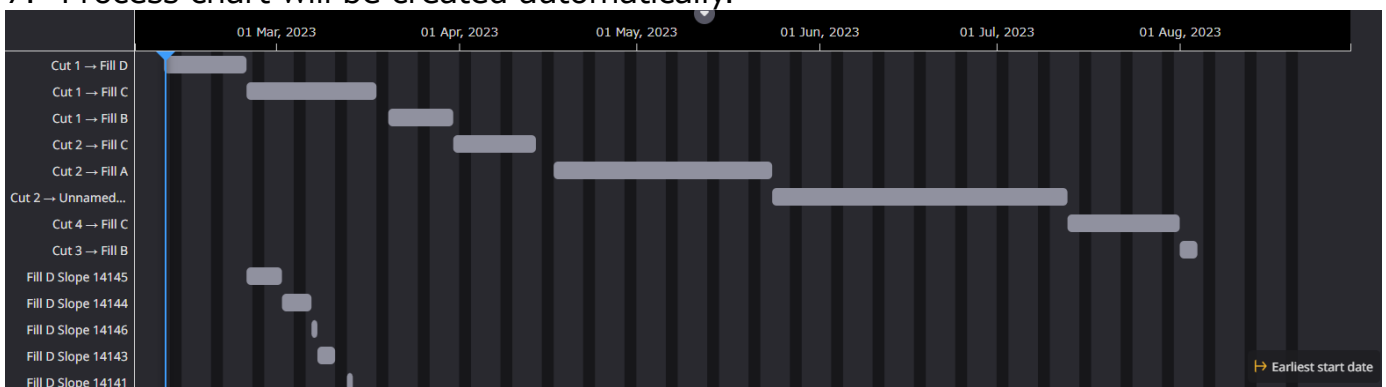 7. Process chart will be created automatically.
01 Mar, 2023 01 Apr, 2023 01 May, 2023 01 Jun, 2023 01 Jul, 2023 01 Aug, 2023
Cut 1 → Fill D
Cut 1 → Fill C
Cut 1 → Fill B
Cut 2 → Fill C
Cut 2 → Fill A
Cut 2 → Unnamed...
Cut 4 → Fill C
Cut 3 → Fill B
Fill D Slope 14145
Fill D Slope 14144
Fill D Slope 14146
Fill D Slope 14143
Earliest start date
Fill D Slope 14141